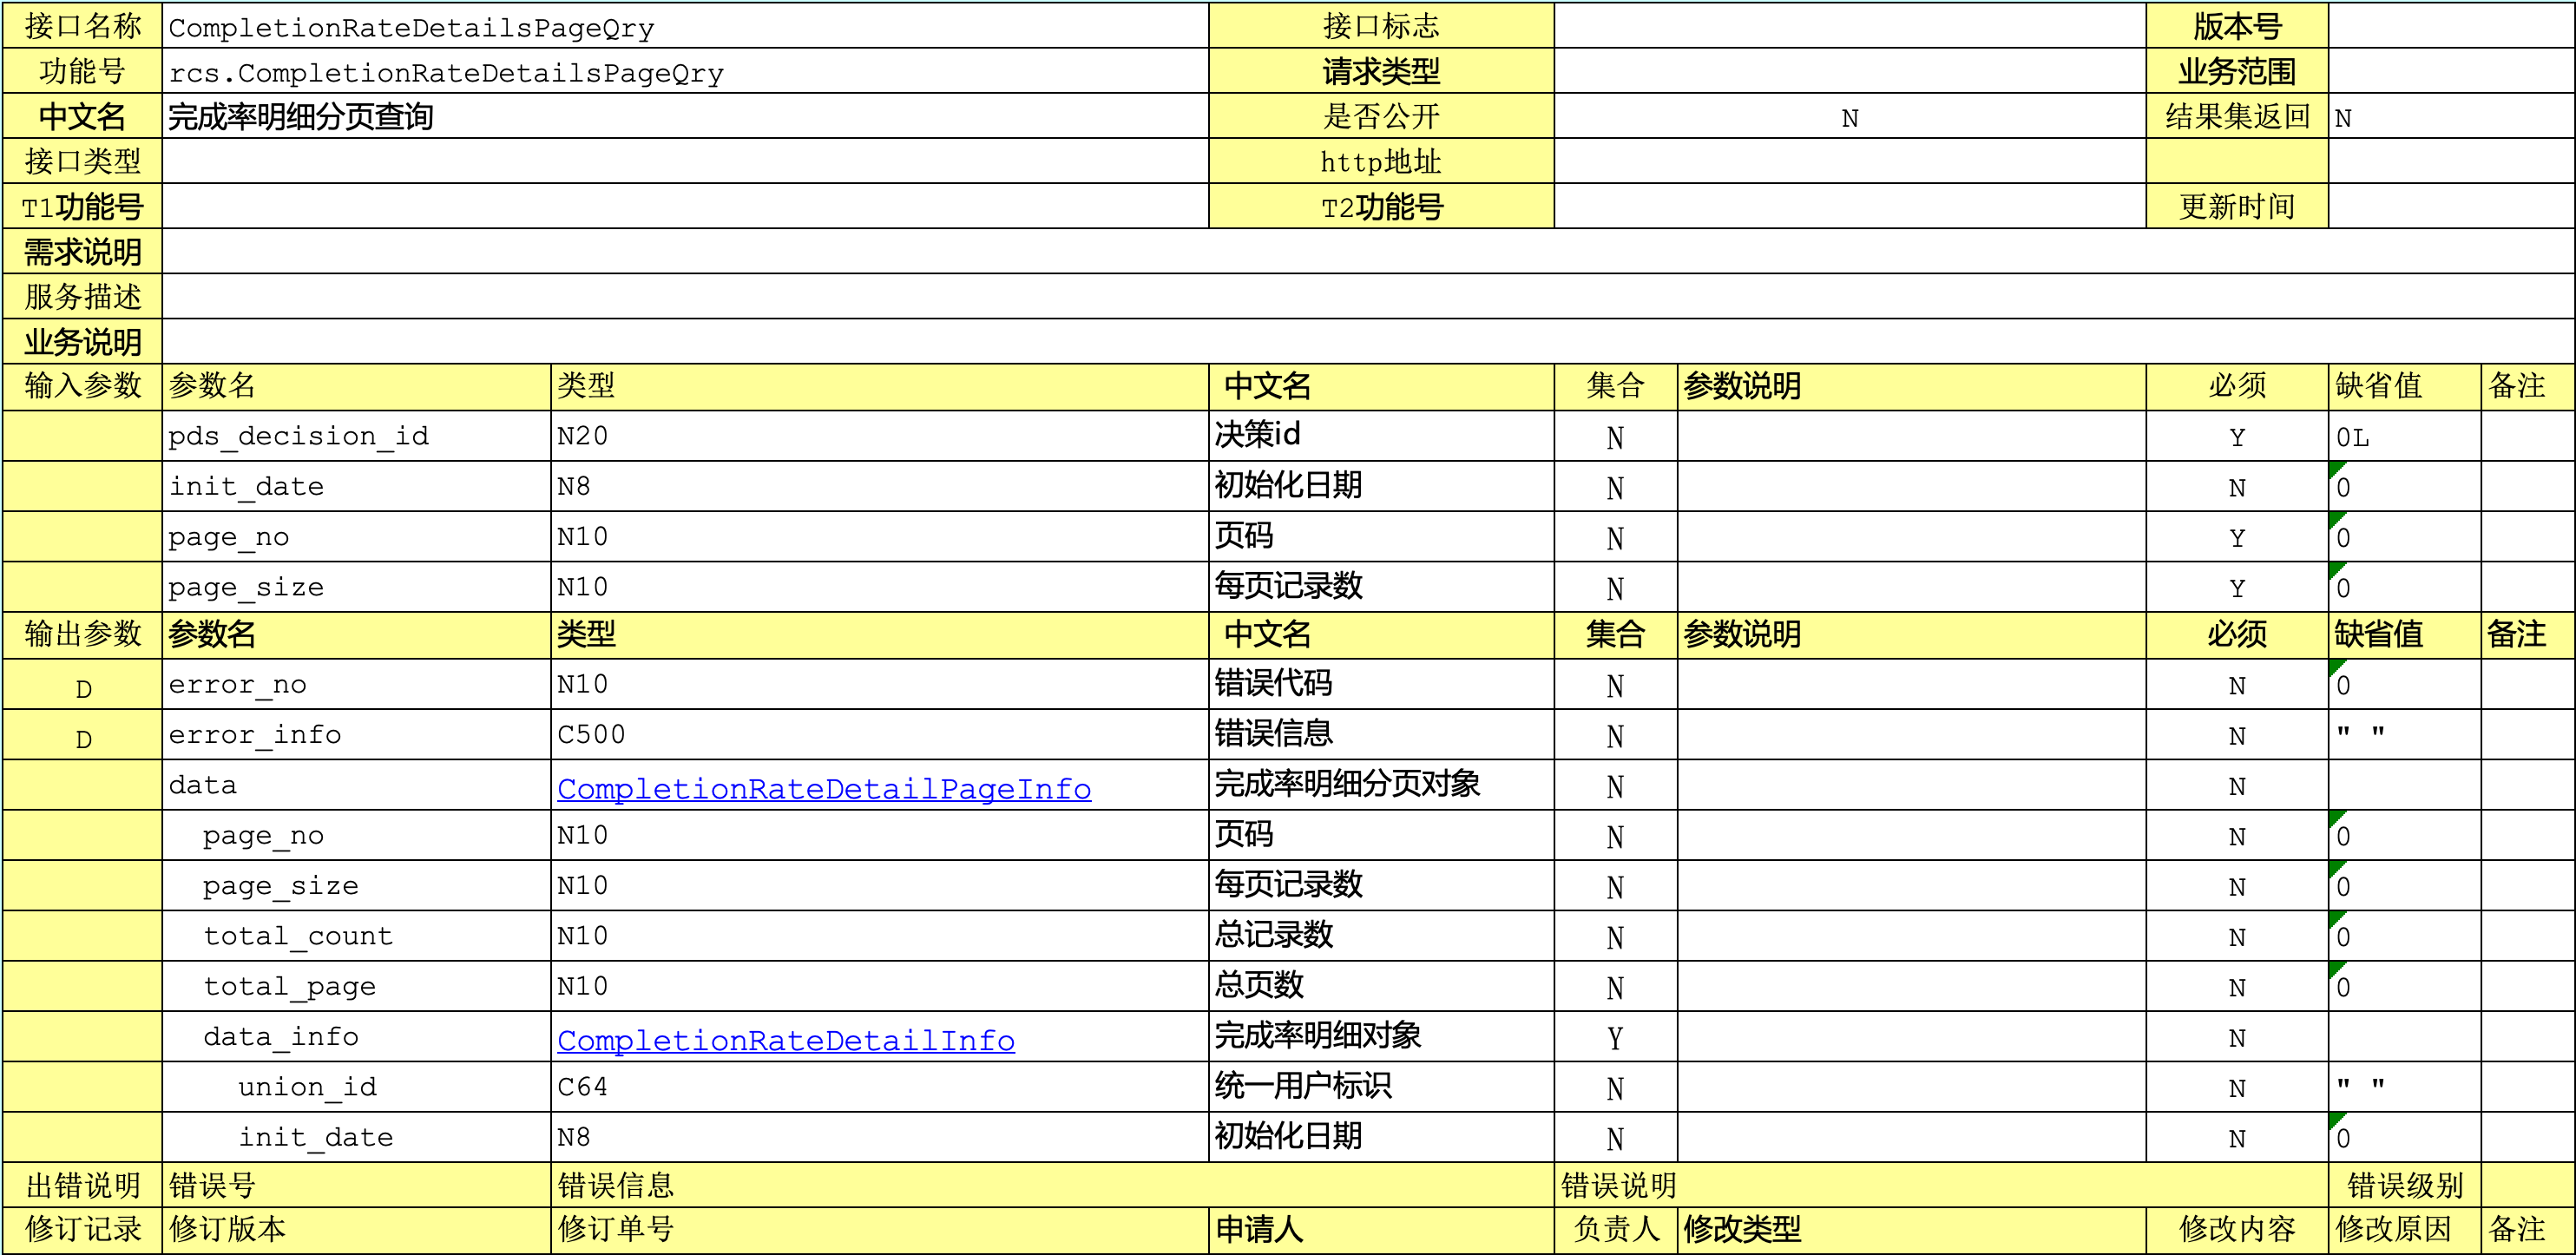 接口名称 CompletionRateDetailsPageQry 接口标志 版本号
功能号 rcs.CompletionRateDetailsPageQry 请求类型 业务范围
中文名 完成率明细分页查询 是否公开 N 结果集返回 N
接口类型 http地址
T1功能号 T2功能号 更新时间
需求说明
服务描述
业务说明
输入参数 参数名 类型 中文名 集合 参数说明 必须 缺省值 备注
pds_decision_id N20 决策id N Y 0L
init_date N8 初始化日期 N N 0
page_no N10 页码 N Y 0
page_size N10 每页记录数 N Y 0
输出参数 参数名 类型 中文名 集合 参数说明 必须 缺省值 备注
D error_no N10 错误代码 N N 0
D error_info C500 错误信息 N N " "
data CompletionRateDetailPageInfo 完成率明细分页对象 N N
page_no N10 页码 N N 0
page_size N10 每页记录数 N N 0
total_count N10 总记录数 N N 0
total_page N10 总页数 N N 0
data_info CompletionRateDetailInfo 完成率明细对象 Y N
union_id C64 统一用户标识 N N " "
init_date N8 初始化日期 N N 0
出错说明 错误号 错误信息 错误说明 错误级别
修订记录 修订版本 修订单号 申请人 负责人 修改类型 修改内容 修改原因 备注